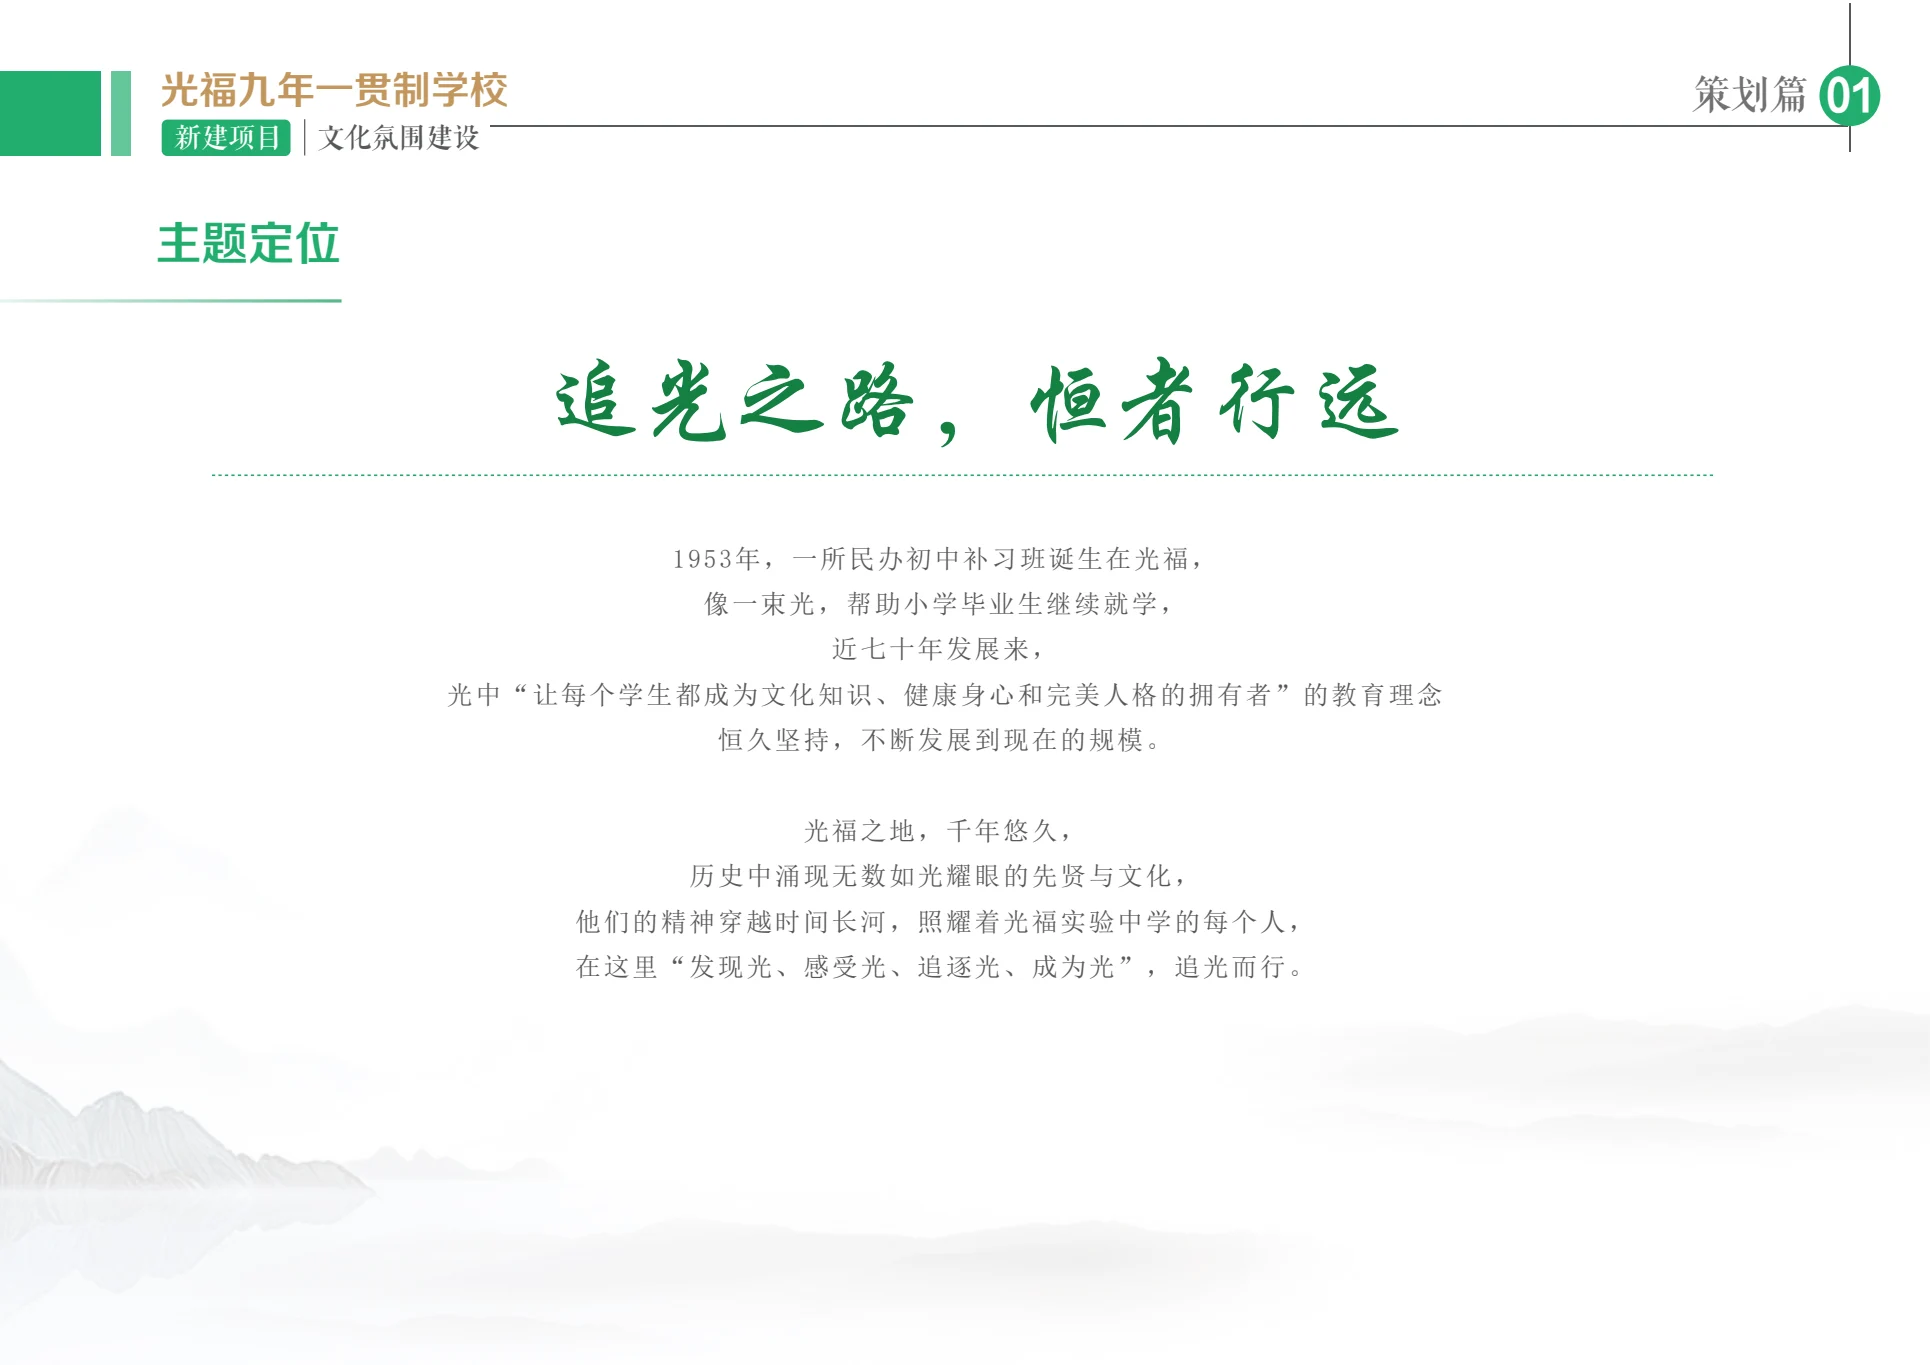 光福九年一贯制学校
新建项目 文化氛围建设
策划篇 01
主题定位
追光之路，恒者行远
1953年，一所民办初中补习班诞生在光福，
像一束光，帮助小学毕业生继续就学，
近七十年发展来，
光中“让每个学生都成为文化知识、健康身心和完美人格的拥有者”的教育理念
恒久坚持，不断发展到现在的规模。
光福之地，千年悠久，
历史中涌现无数如光耀眼的先贤与文化，
他们的精神穿越时间长河，照耀着光福实验中学的每个人，
在这里“发现光、感受光、追逐光、成为光”，追光而行。